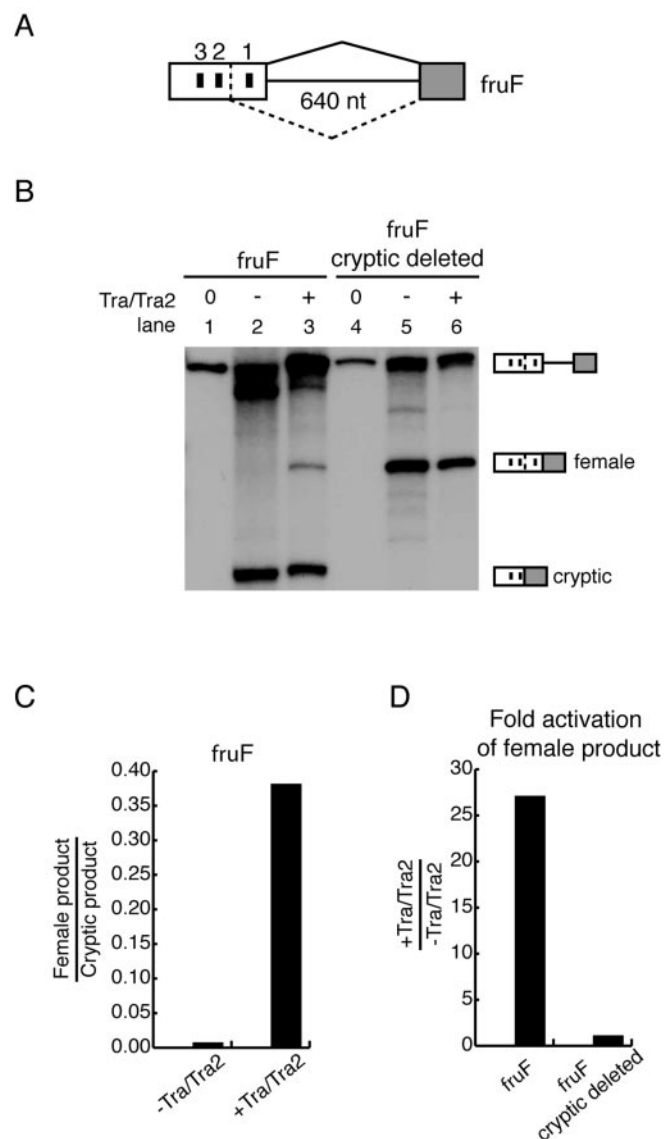 A
3 2 1
640 nt
fruF
B
fruF
fruF
cryptic deleted
Tra/Tra2 0 - + 0 - +
lane 1 2 3 4 5 6
female
cryptic
C
fruF
Female product
Cryptic product
0.40
0.35
0.30
0.25
0.20
0.15
0.10
0.05
0.00
-Tra/Tra2
+Tra/Tra2
D
Fold activation
of female product
+Tra/Tra2
-Tra/Tra2
30
25
20
15
10
5
0
fruF
fruF
cryptic deleted